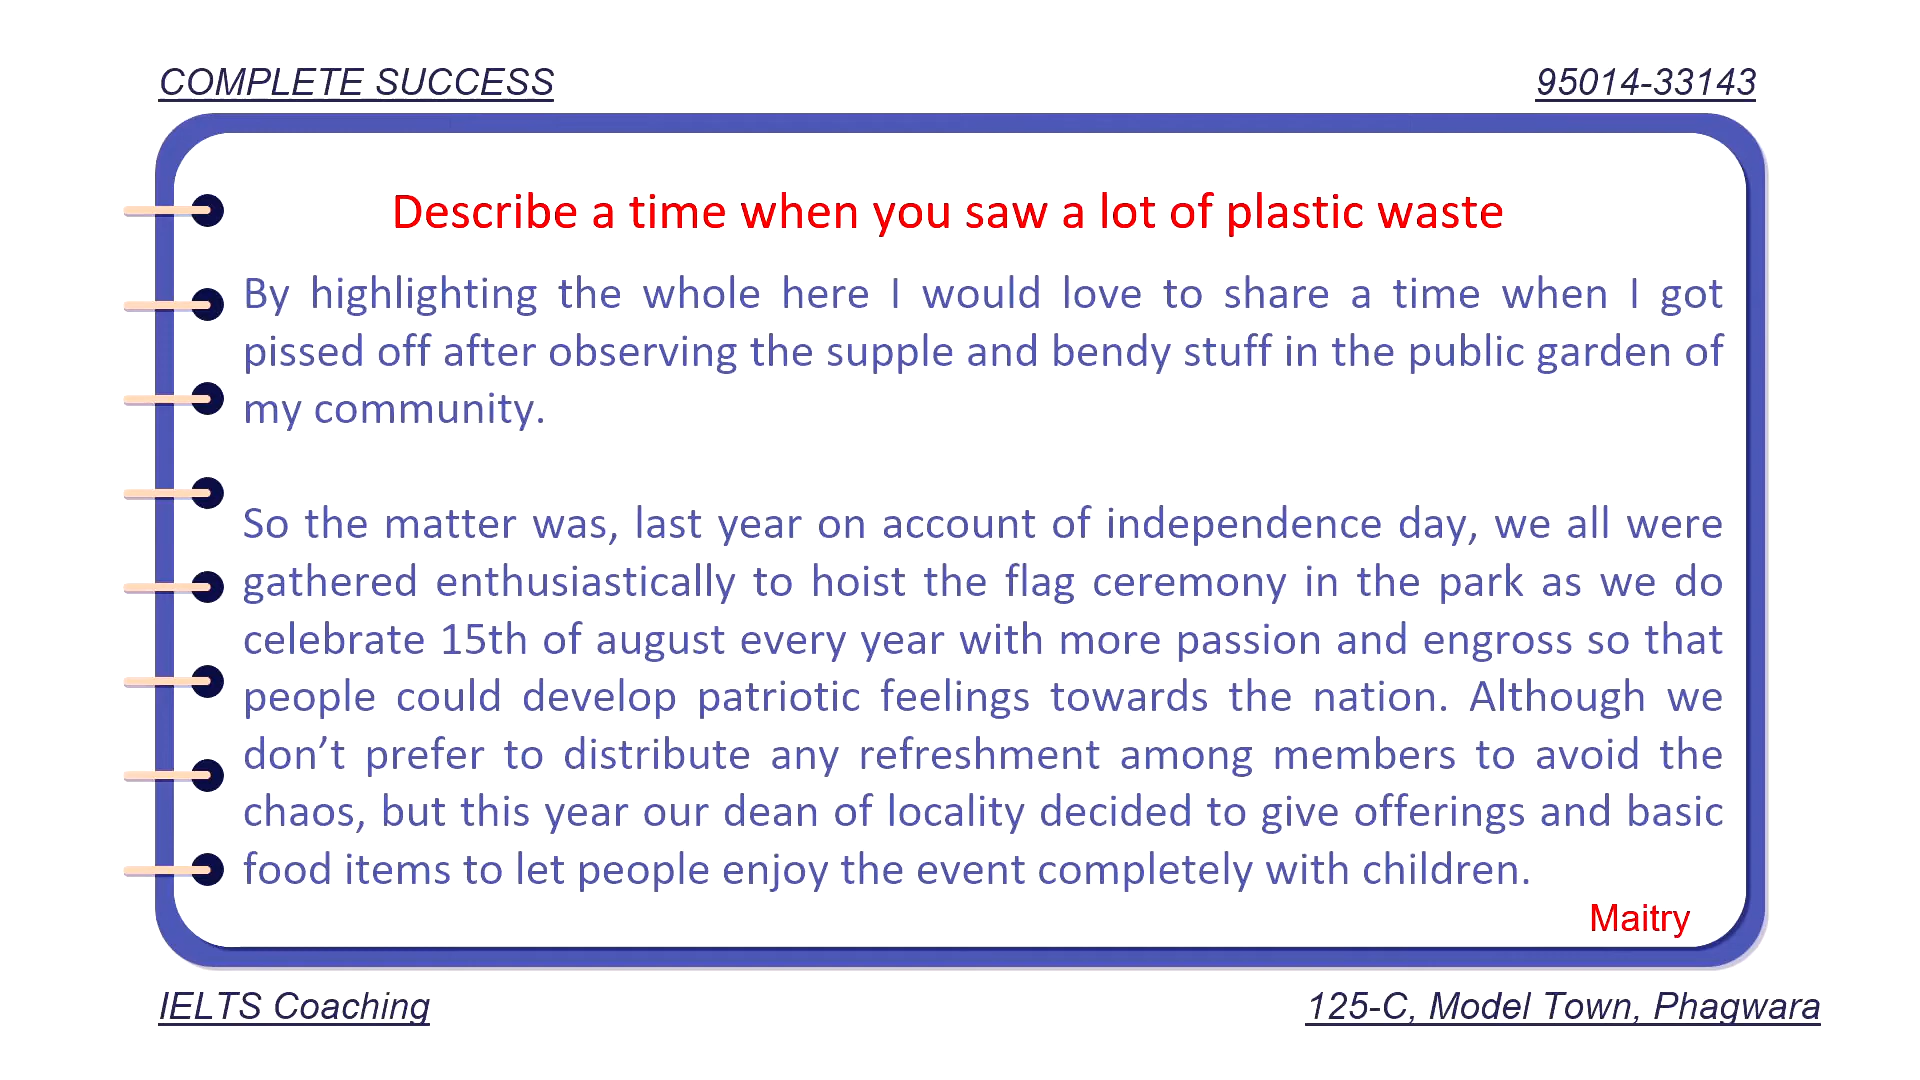 COMPLETE SUCCESS
95014-33143
Describe a time when you saw a lot of plastic waste
By highlighting the whole here I would love to share a time when I got
pissed off after observing the supple and bendy stuff in the public garden of
my community.
So the matter was, last year on account of independence day, we all were
gathered enthusiastically to hoist the flag ceremony in the park as we do
celebrate 15th of august every year with more passion and engross so that
people could develop patriotic feelings towards the nation. Although we
don’t prefer to distribute any refreshment among members to avoid the
chaos, but this year our dean of locality decided to give offerings and basic
food items to let people enjoy the event completely with children.
Maitry
IELTS Coaching
125-C, Model Town, Phagwara